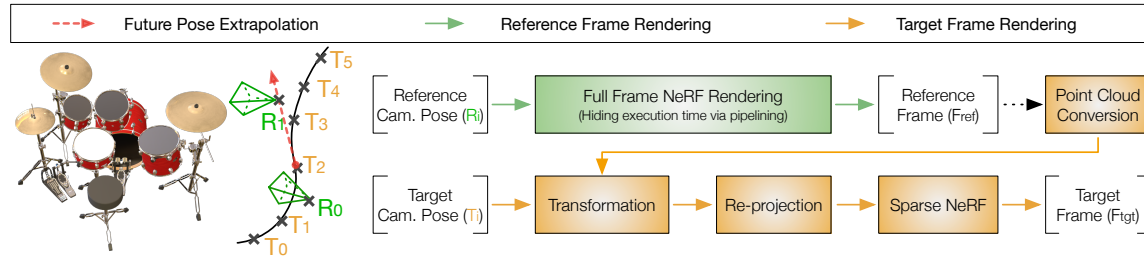 Future Pose Extrapolation
Reference Frame Rendering
Target Frame Rendering
T5
T4
R1
T3
T2
R0
T1
T0
Reference
Cam. Pose (Ri)
Full Frame NeRF Rendering
(Hiding execution time via pipelining)
Reference
Frame (Fref)
Point Cloud
Conversion
Target
Cam. Pose (Ti)
Transformation
Re-projection
Sparse NeRF
Target
Frame (Ftgt)